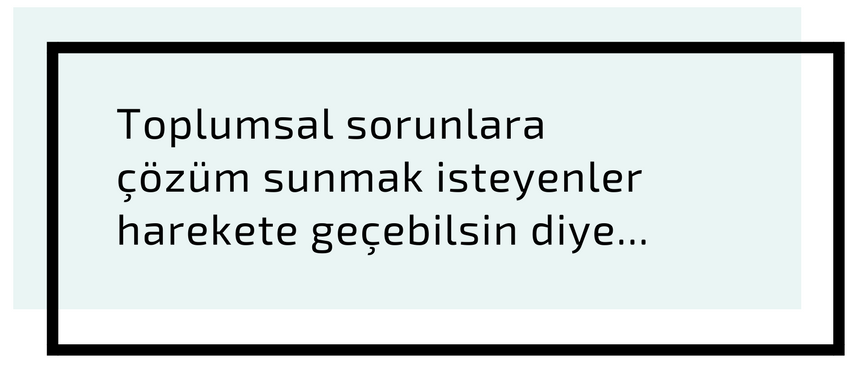 Toplumsal sorunlara
çözüm sunmak isteyenler
harekete geçebilsin diye...